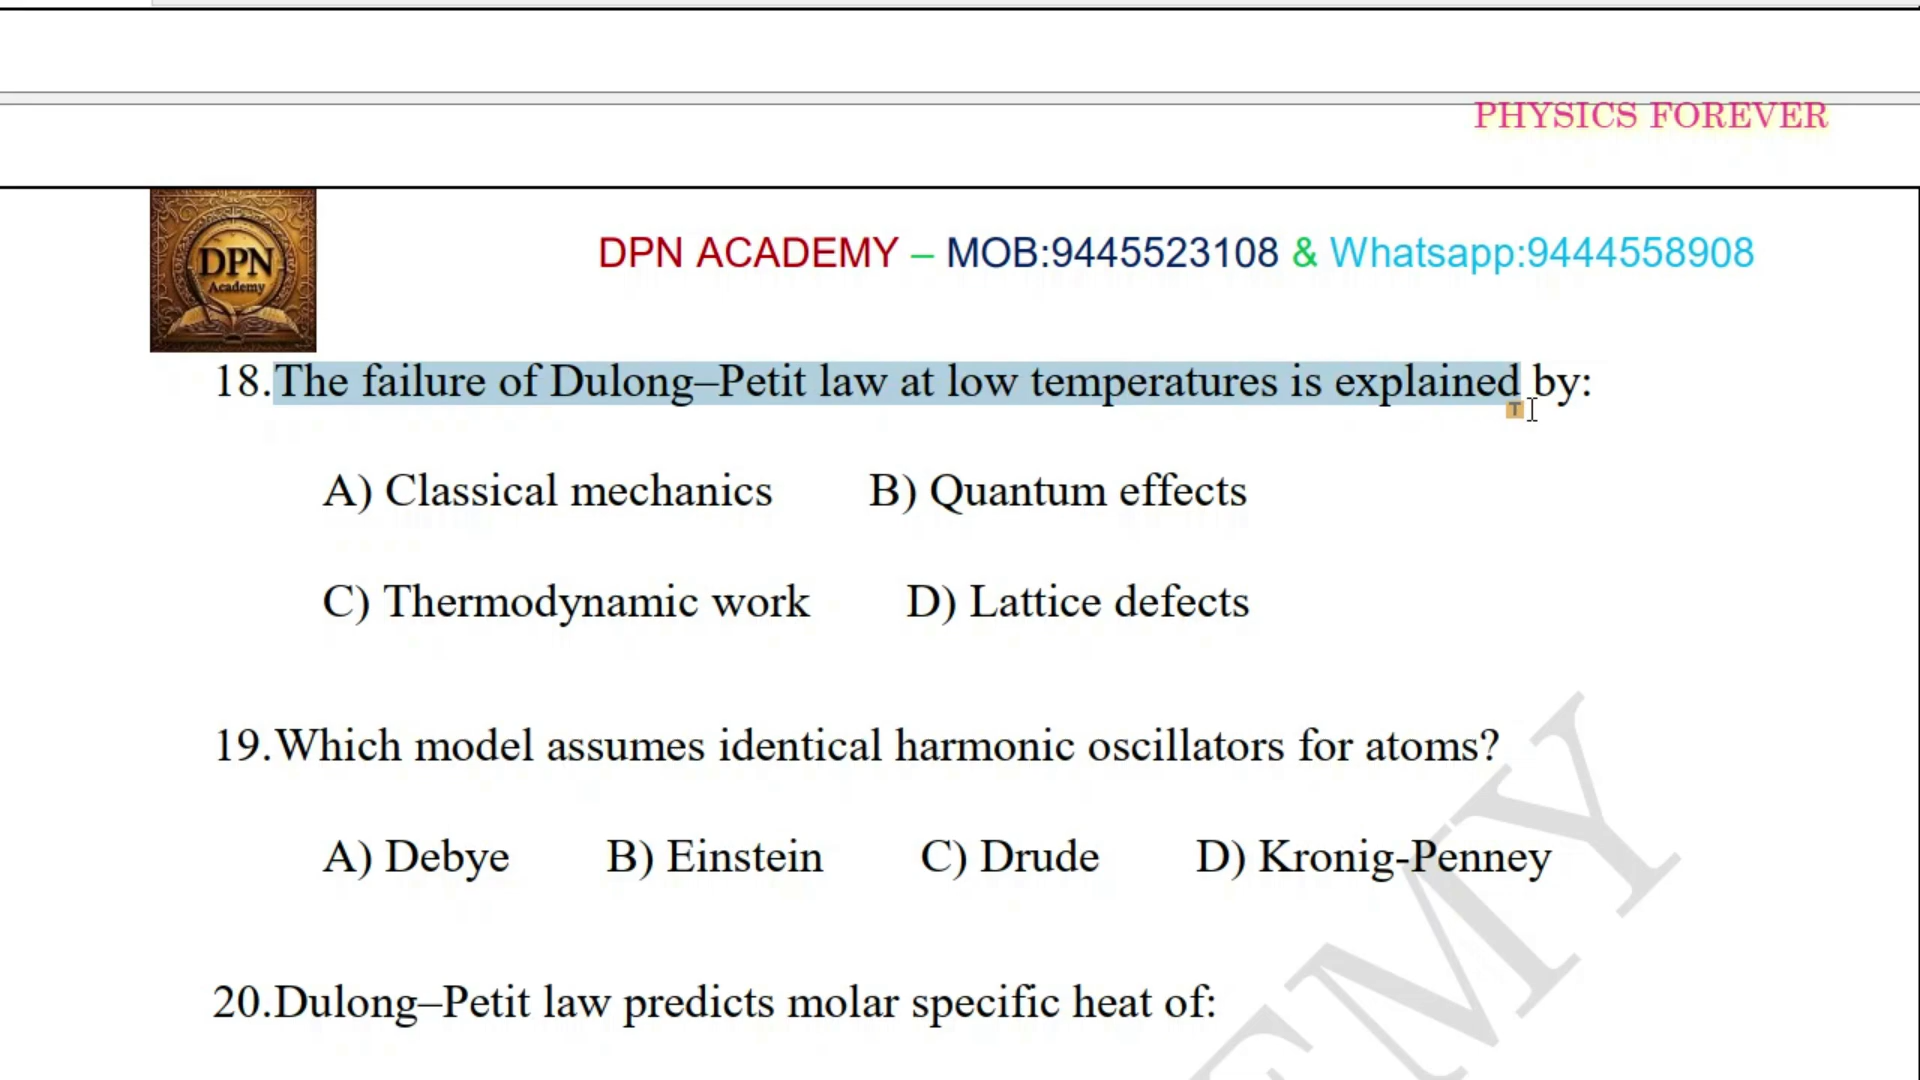 PHYSICS FOREVER
DPN
Academy
DPN ACADEMY – MOB:9445523108 & Whatsapp:9444558908
18.The failure of Dulong–Petit law at low temperatures is explained by:
T
A) Classical mechanics B) Quantum effects
C) Thermodynamic work D) Lattice defects
19.Which model assumes identical harmonic oscillators for atoms?
A) Debye B) Einstein C) Drude D) Kronig-Penney
20.Dulong–Petit law predicts molar specific heat of:
EMY